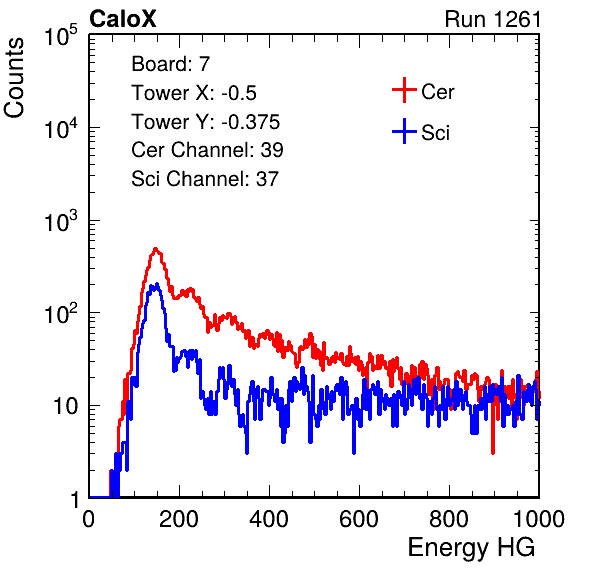 CaloX Run 1261
Counts
10^5
10^4
10^3
10^2
10
1
Board: 7
Tower X: -0.5
Tower Y: -0.375
Cer Channel: 39
Sci Channel: 37
Cer
Sci
0 200 400 600 800 1000
Energy HG